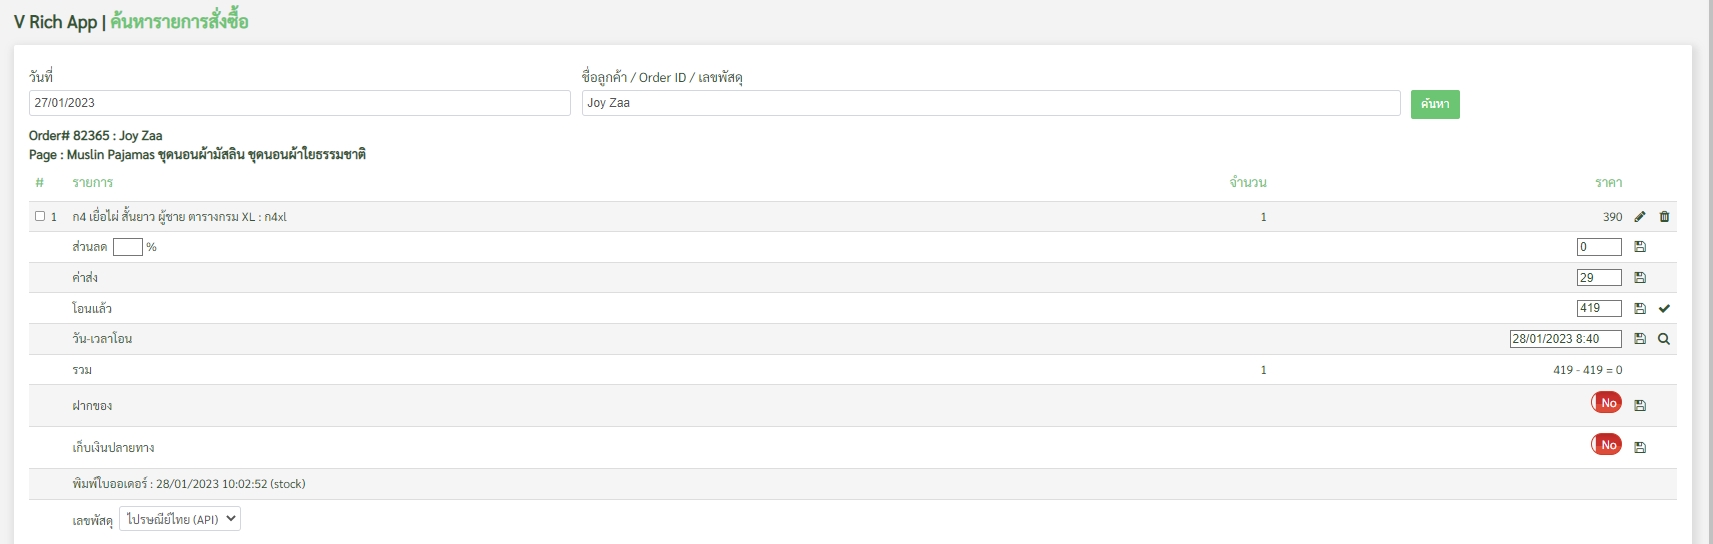 V Rich App | ค้นหารายการสั่งซื้อ
วันที่ ชื่อลูกค้า / Order ID / เลขพัสดุ
27/01/2023 Joy Zaa ค้นหา
Order# 82365 : Joy Zaa
Page : Muslin Pajamas ชุดนอนผ้ามัสลิน ชุดนอนผ้าใยธรรมชาติ
# รายการ จำนวน ราคา
1 ก4 เยื่อไผ่ สั้นยาว ผู้ชาย ตารางกรม XL : ก4xl 1 390
ส่วนลด % 0
ค่าส่ง 29
โอนแล้ว 419
วัน-เวลาโอน 28/01/2023 8:40
รวม 1 419 - 419 = 0
ฝากของ No
เก็บเงินปลายทาง No
พิมพ์ใบออเดอร์ : 28/01/2023 10:02:52 (stock)
เลขพัสดุ ไปรษณีย์ไทย (API)